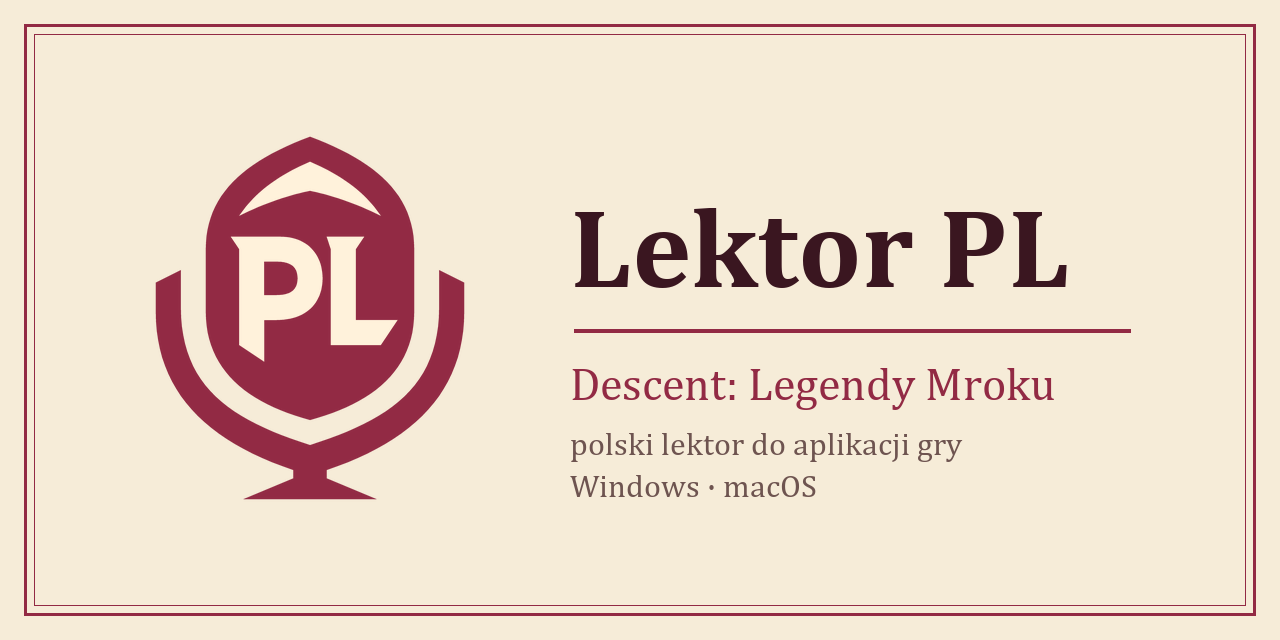 PL
Lektor PL
Descent: Legendy Mroku
polski lektor do aplikacji gry
Windows · macOS